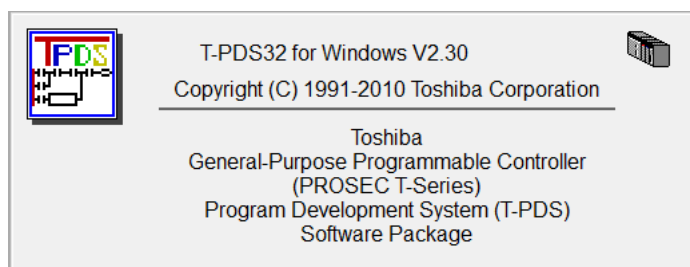 TPDS
T-PDS32 for Windows V2.30
Copyright (C) 1991-2010 Toshiba Corporation
Toshiba
General-Purpose Programmable Controller
(PROSEC T-Series)
Program Development System (T-PDS)
Software Package